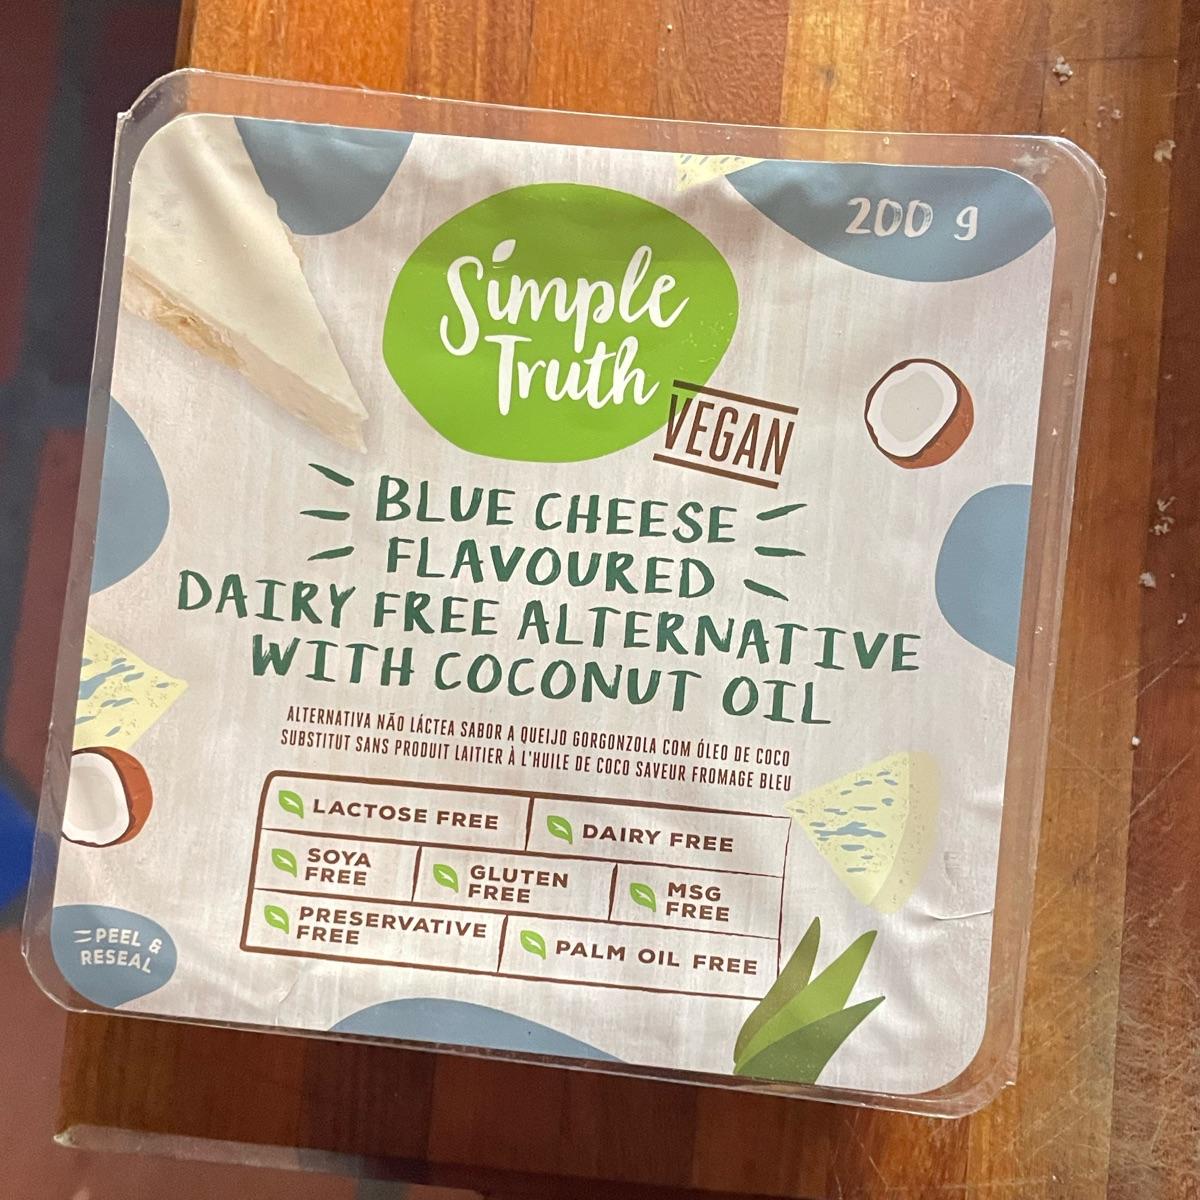 200 g
Simple
Truth
VEGAN
BLUE CHEESE
FLAVOURED
DAIRY FREE ALTERNATIVE
WITH COCONUT OIL
ALTERNATIVA NÃO LÁCTEA SABOR A QUEIJO GORGONZOLA COM ÓLEO DE COCO
SUBSTITUT SANS PRODUIT LAITIER À L'HUILE DE COCO SAVEUR FROMAGE BLEU
LACTOSE FREE
DAIRY FREE
SOYA
FREE
GLUTEN
FREE
MSG
FREE
PRESERVATIVE
FREE
PALM OIL FREE
PEEL &
RESEAL